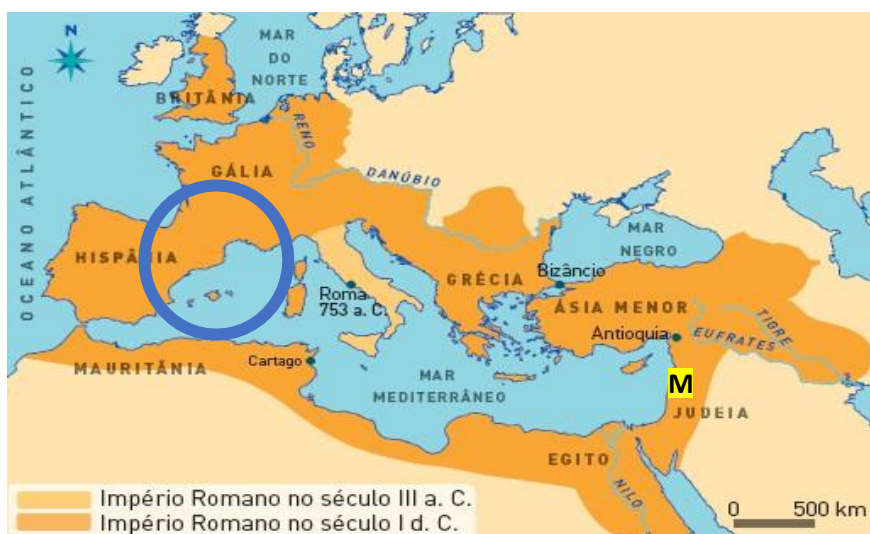 N
OCEANO ATLÂNTICO
MAR
DO
NORTE
BRITÂNIA
RENO
GÁLIA
DANÚBIO
MAR
NEGRO
HISPÂNIA
Roma
753 a. C.
GRÉCIA
Bizâncio
ÁSIA MENOR
Antioquia
TIGRE
EUFRATES
MAURITÂNIA
Cartago
MAR
MEDITERRÂNEO
M
JUDEIA
EGITO
NILO
Império Romano no século III a. C.
Império Romano no século I d. C.
0 500 km